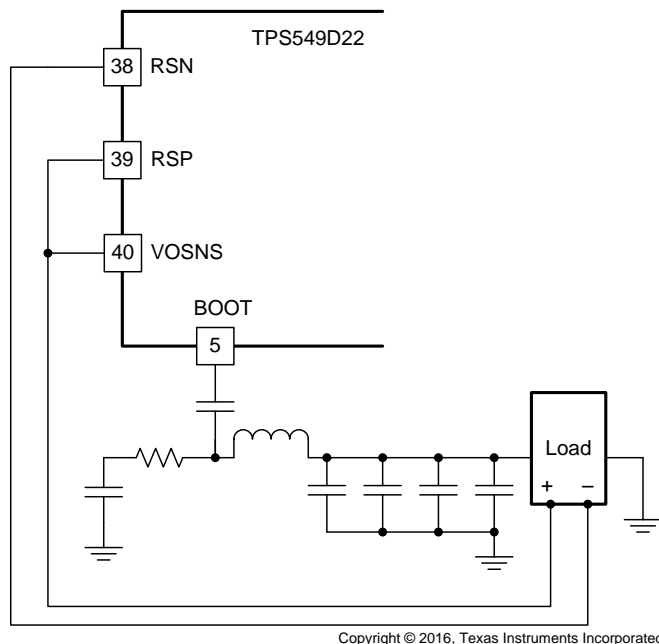 TPS549D22
38 RSN
39 RSP
40 VOSNS
BOOT
5
Load
+ −
Copyright © 2016, Texas Instruments Incorporated